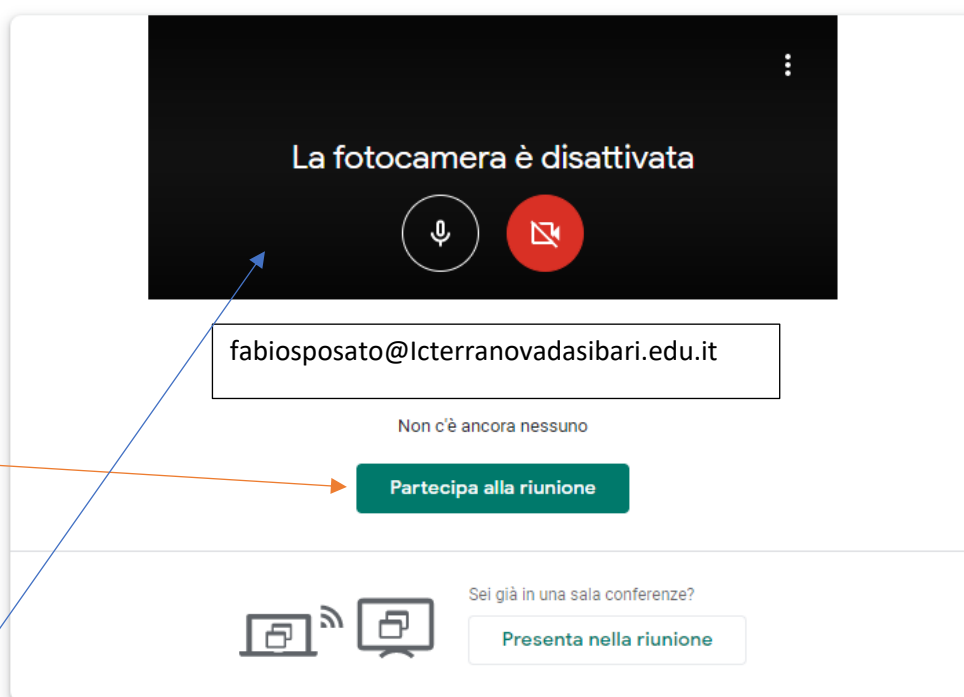 La fotocamera è disattivata
fabiosposato@Icterranovadasibari.edu.it
Non c'è ancora nessuno
Partecipa alla riunione
Sei già in una sala conferenze?
Presenta nella riunione